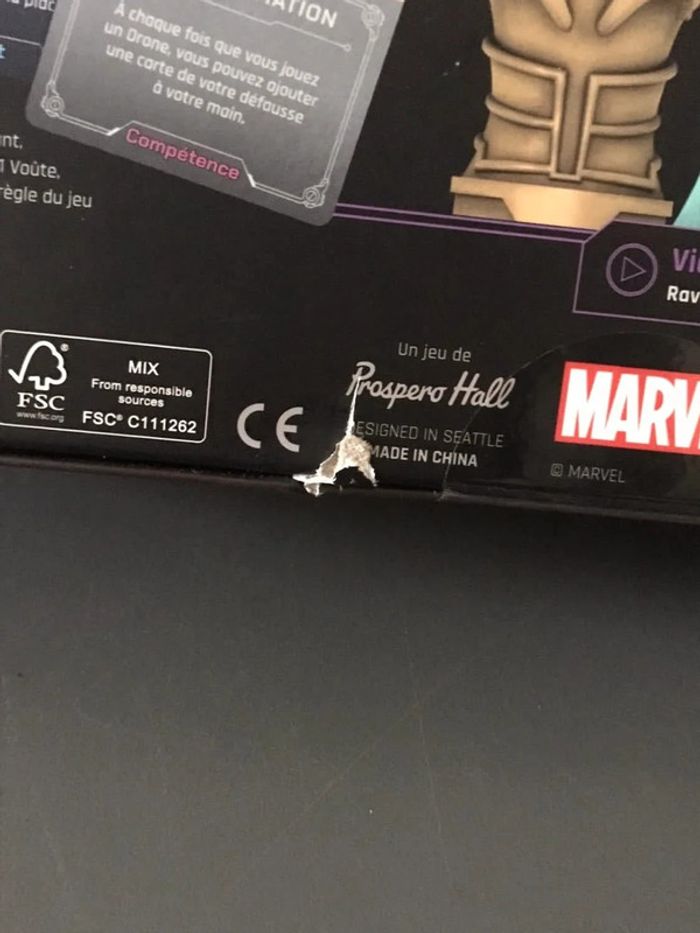 À chaque fois que vous jouez
un Drone, vous pouvez ajouter
une carte de votre défausse
à votre main.
Compétence
1 Voûte,
règle du jeu
MIX
From responsible
sources
FSC® C111262
FSC
www.fsc.org
CE
Un jeu de
Prospero Hall
DESIGNED IN SEATTLE
MADE IN CHINA
MARV
© MARVEL